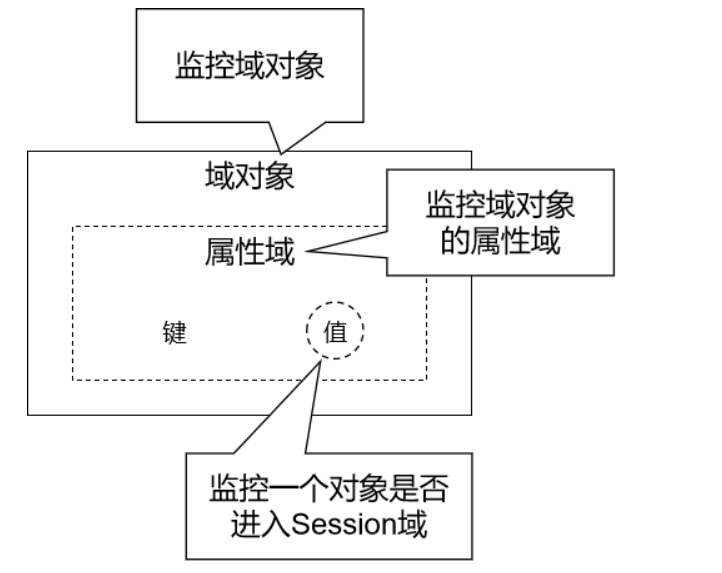 监控域对象
域对象
监控域对象
的属性域
属性域
键
值
监控一个对象是否
进入Session域